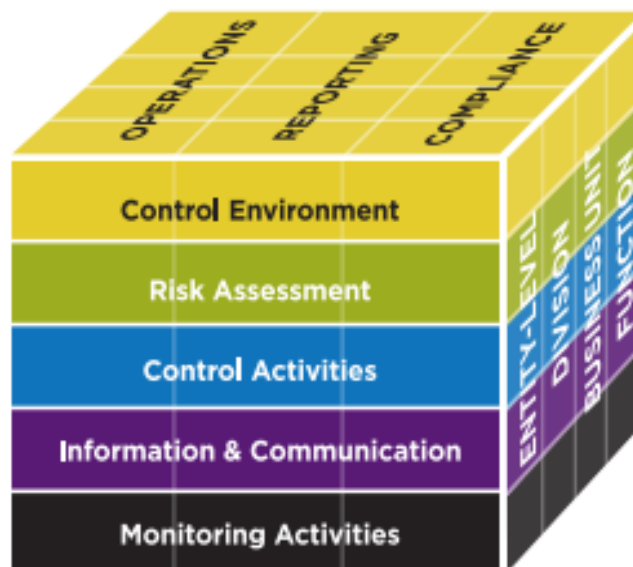 OPERATIONS
REPORTING
COMPLIANCE
Control Environment
Risk Assessment
Control Activities
Information & Communication
Monitoring Activities
ENTITY-LEVEL
DIVISION
BUSINESS UNIT
FUNCTION